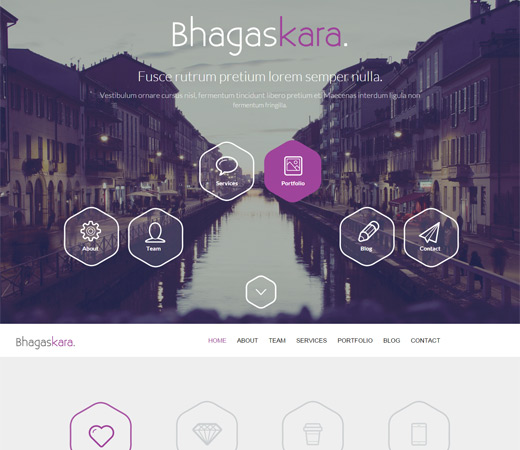 Bhagaskara.
Fusce rutrum pretium lorem semper nulla.
Vestibulum ornare cursus nisl, fermentum tincidunt libero pretium et. Maecenas interdum ligula non
fermentum fringilla.
Services
Portfolio
About
Team
Blog
Contact
Bhagaskara.
HOME ABOUT TEAM SERVICES PORTFOLIO BLOG CONTACT